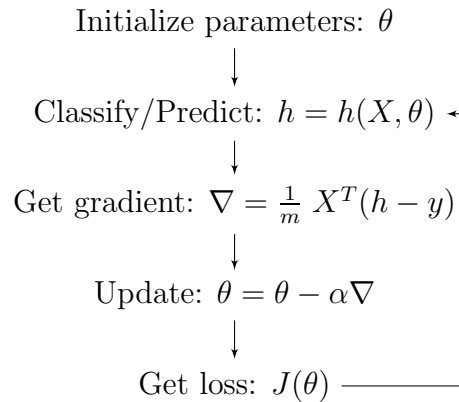 Initialize parameters: θ
Classify/Predict: h = h(X, θ)
Get gradient: ∇ = 1/m X^T(h − y)
Update: θ = θ − α∇
Get loss: J(θ)